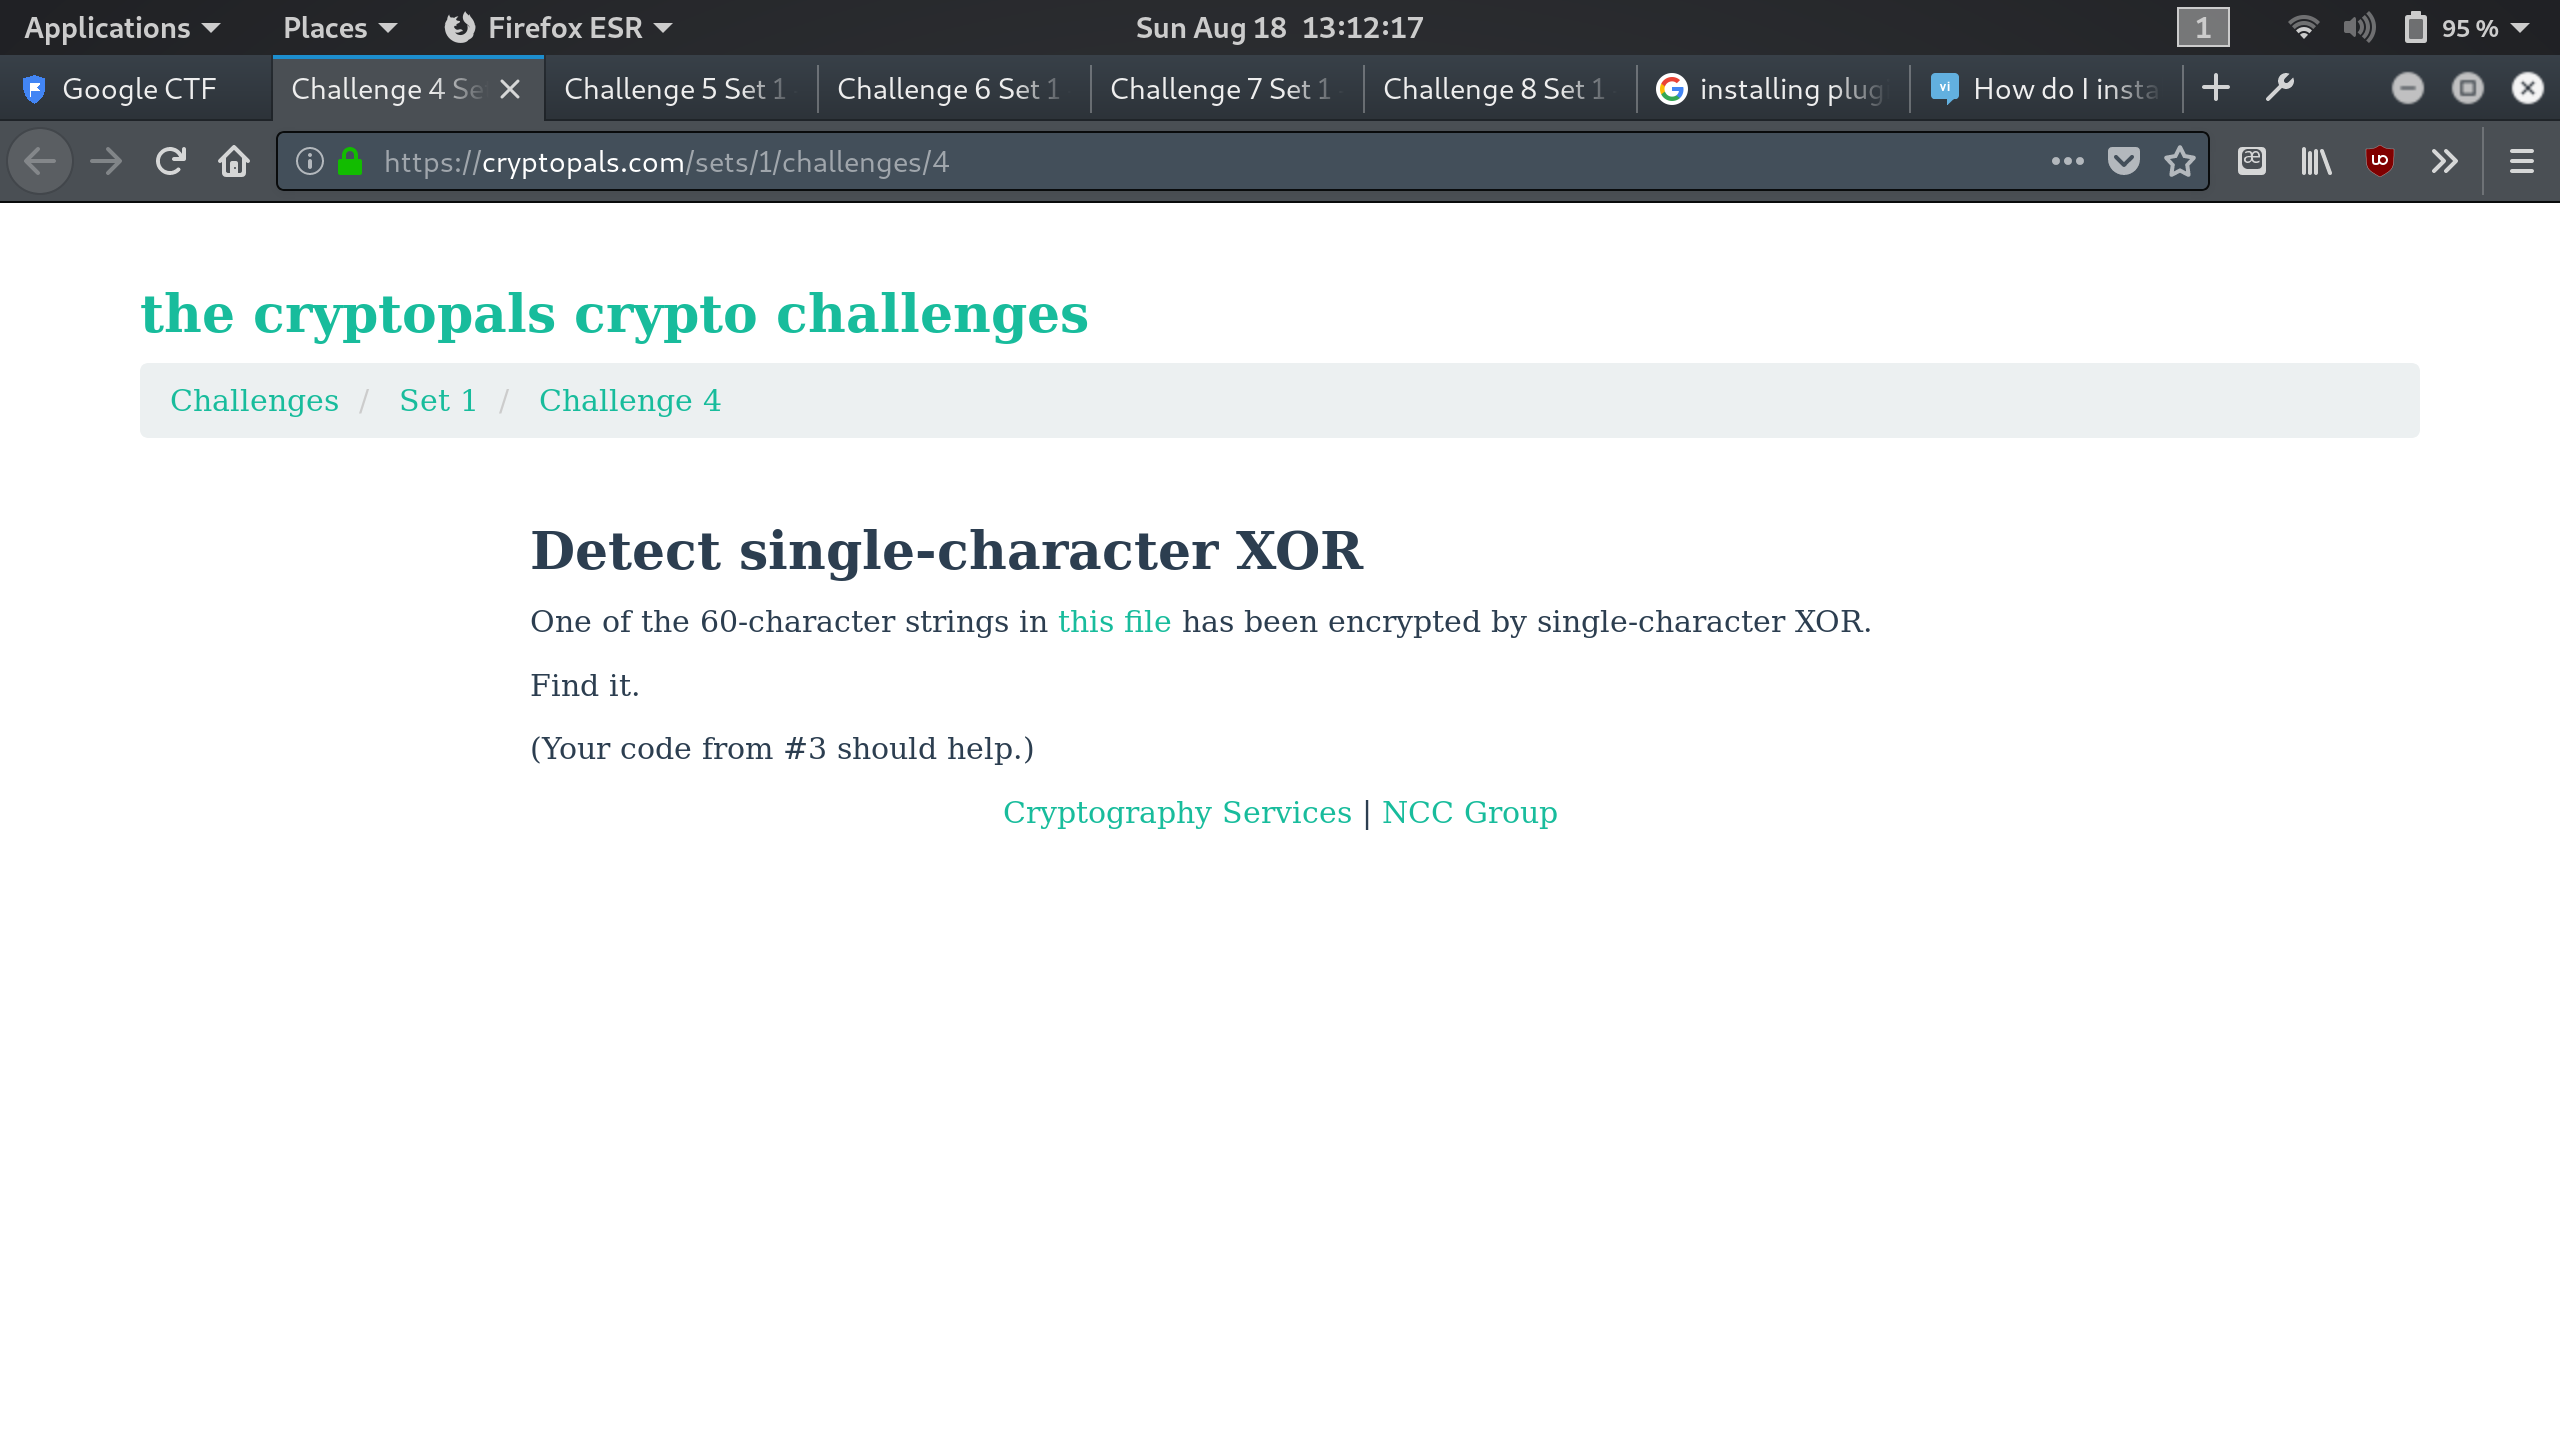 Applications Places Firefox ESR Sun Aug 18 13:12:17 1 95 %
Google CTF Challenge 4 Se Challenge 5 Set 1 Challenge 6 Set 1 Challenge 7 Set 1 Challenge 8 Set 1 installing plug How do I insta
https://cryptopals.com/sets/1/challenges/4
the cryptopals crypto challenges
Challenges / Set 1 / Challenge 4
Detect single-character XOR
One of the 60-character strings in this file has been encrypted by single-character XOR.
Find it.
(Your code from #3 should help.)
Cryptography Services | NCC Group